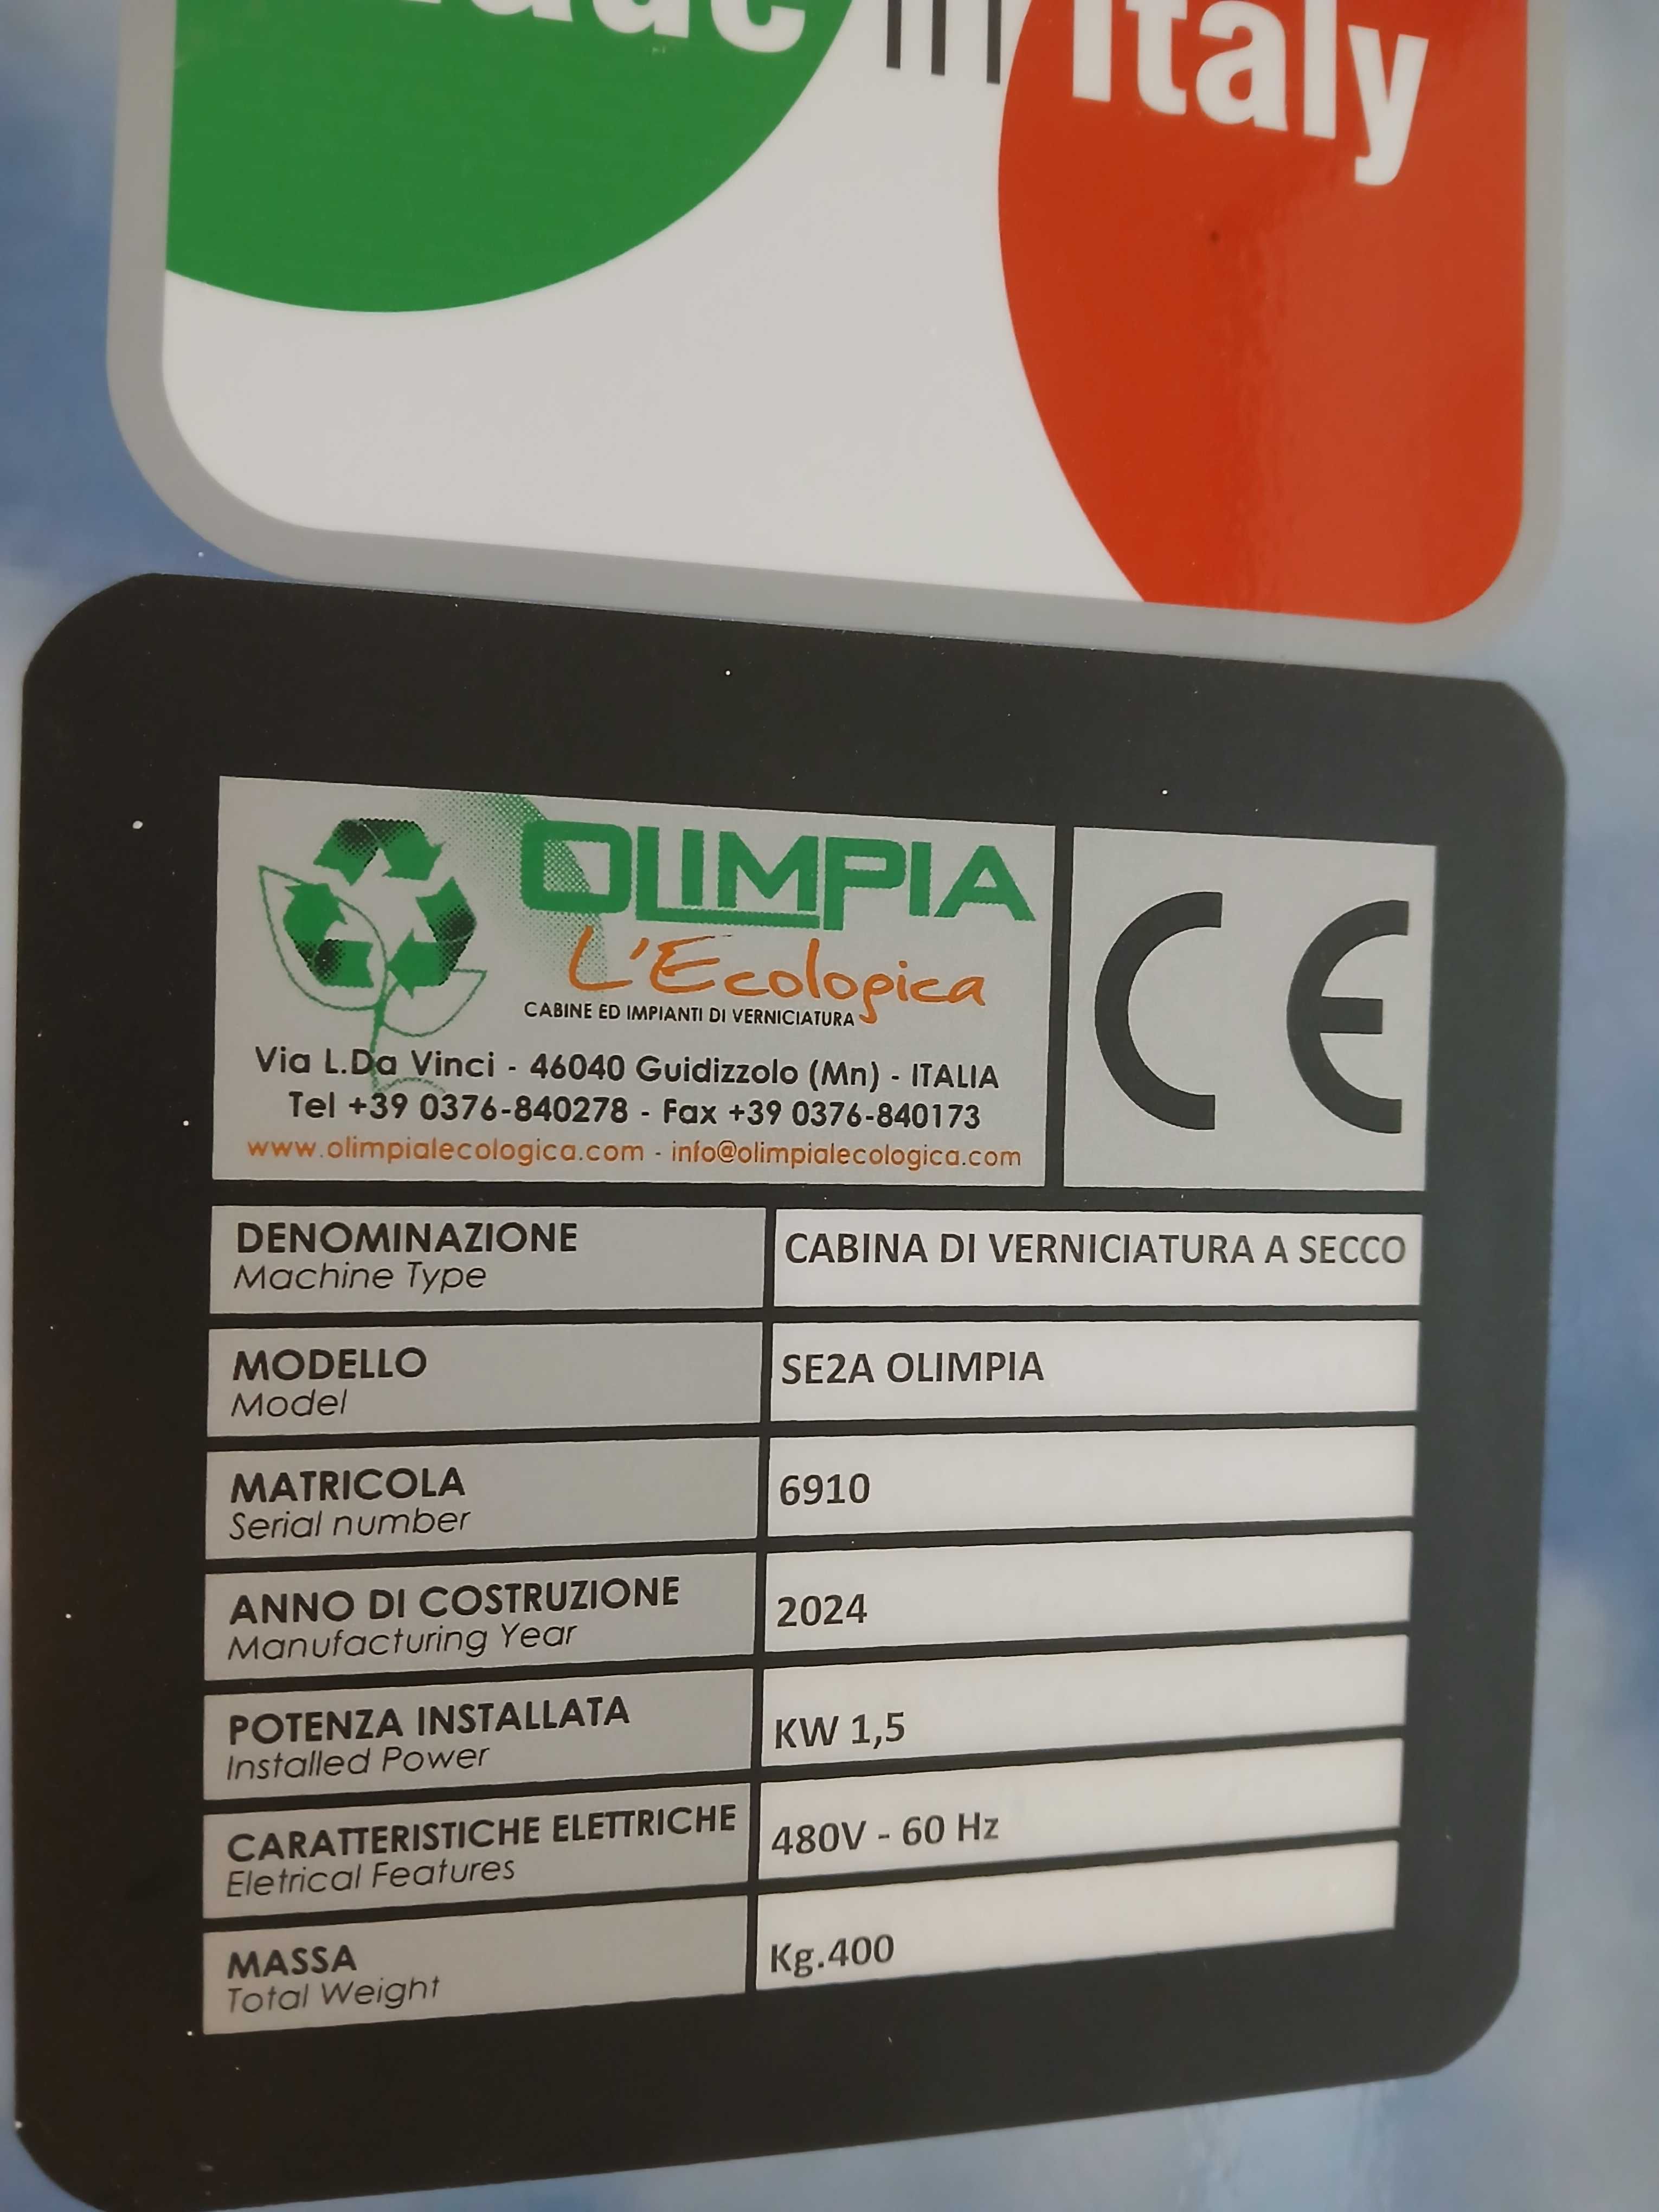 in Italy
OLIMPIA
L'Ecologica
CABINE ED IMPIANTI DI VERNICIATURA
Via L.Da Vinci - 46040 Guidizzolo (Mn) - ITALIA
Tel +39 0376-840278 - Fax +39 0376-840173
www.olimpialecologica.com - info@olimpialecologica.com
CE
DENOMINAZIONE
Machine Type
CABINA DI VERNICIATURA A SECCO
MODELLO
Model
SE2A OLIMPIA
MATRICOLA
Serial number
6910
ANNO DI COSTRUZIONE
Manufacturing Year
2024
POTENZA INSTALLATA
Installed Power
KW 1,5
CARATTERISTICHE ELETTRICHE
Eletrical Features
480V - 60 Hz
MASSA
Total Weight
Kg.400